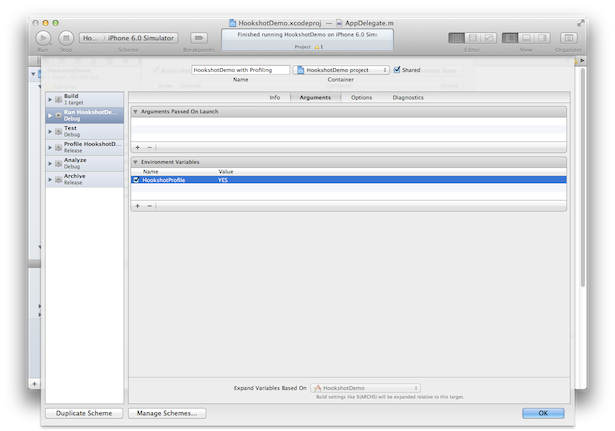 HookshotDemo.xcodeproj — AppDelegate.m
Run Stop Ho... iPhone 6.0 Simulator Scheme Breakpoints
Finished running HookshotDemo on iPhone 6.0 Sim
Project 1
Editor View Organizer
HookshotDemo with Profiling HookshotDemo project Shared
Name Container
Info Arguments Options Diagnostics
Build
1 target
Run HookshotDe...
Debug
Test
Debug
Profile HookshotD...
Release
Analyze
Debug
Archive
Release
Arguments Passed On Launch
+ −
Environment Variables
Name Value
HookshotProfile YES
+ −
Expand Variables Based On HookshotDemo
Build settings like $(ARCHS) will be expanded relative to this target.
Duplicate Scheme Manage Schemes... OK